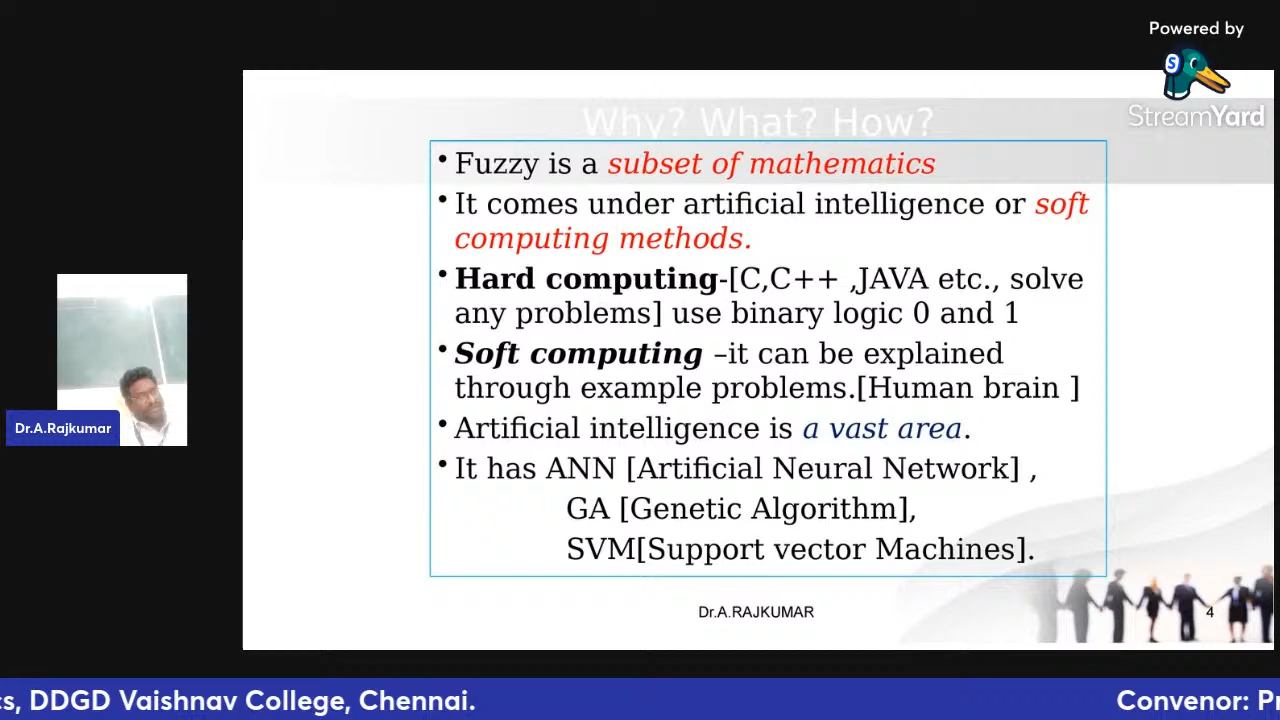 Powered by
StreamYard
Why? What? How?
• Fuzzy is a subset of mathematics
• It comes under artificial intelligence or soft
computing methods.
• Hard computing-[C,C++ ,JAVA etc., solve
any problems] use binary logic 0 and 1
• Soft computing –it can be explained
through example problems.[Human brain ]
• Artificial intelligence is a vast area.
• It has ANN [Artificial Neural Network] ,
GA [Genetic Algorithm],
SVM[Support vector Machines].
Dr.A.Rajkumar
Dr.A.RAJKUMAR
4
cs, DDGD Vaishnav College, Chennai.
Convenor: Pr